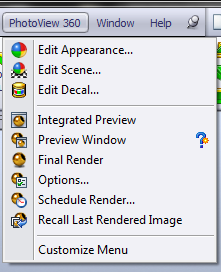 PhotoView 360 Window Help
Edit Appearance...
Edit Scene...
Edit Decal...
Integrated Preview
Preview Window
Final Render
Options...
Schedule Render...
Recall Last Rendered Image
Customize Menu